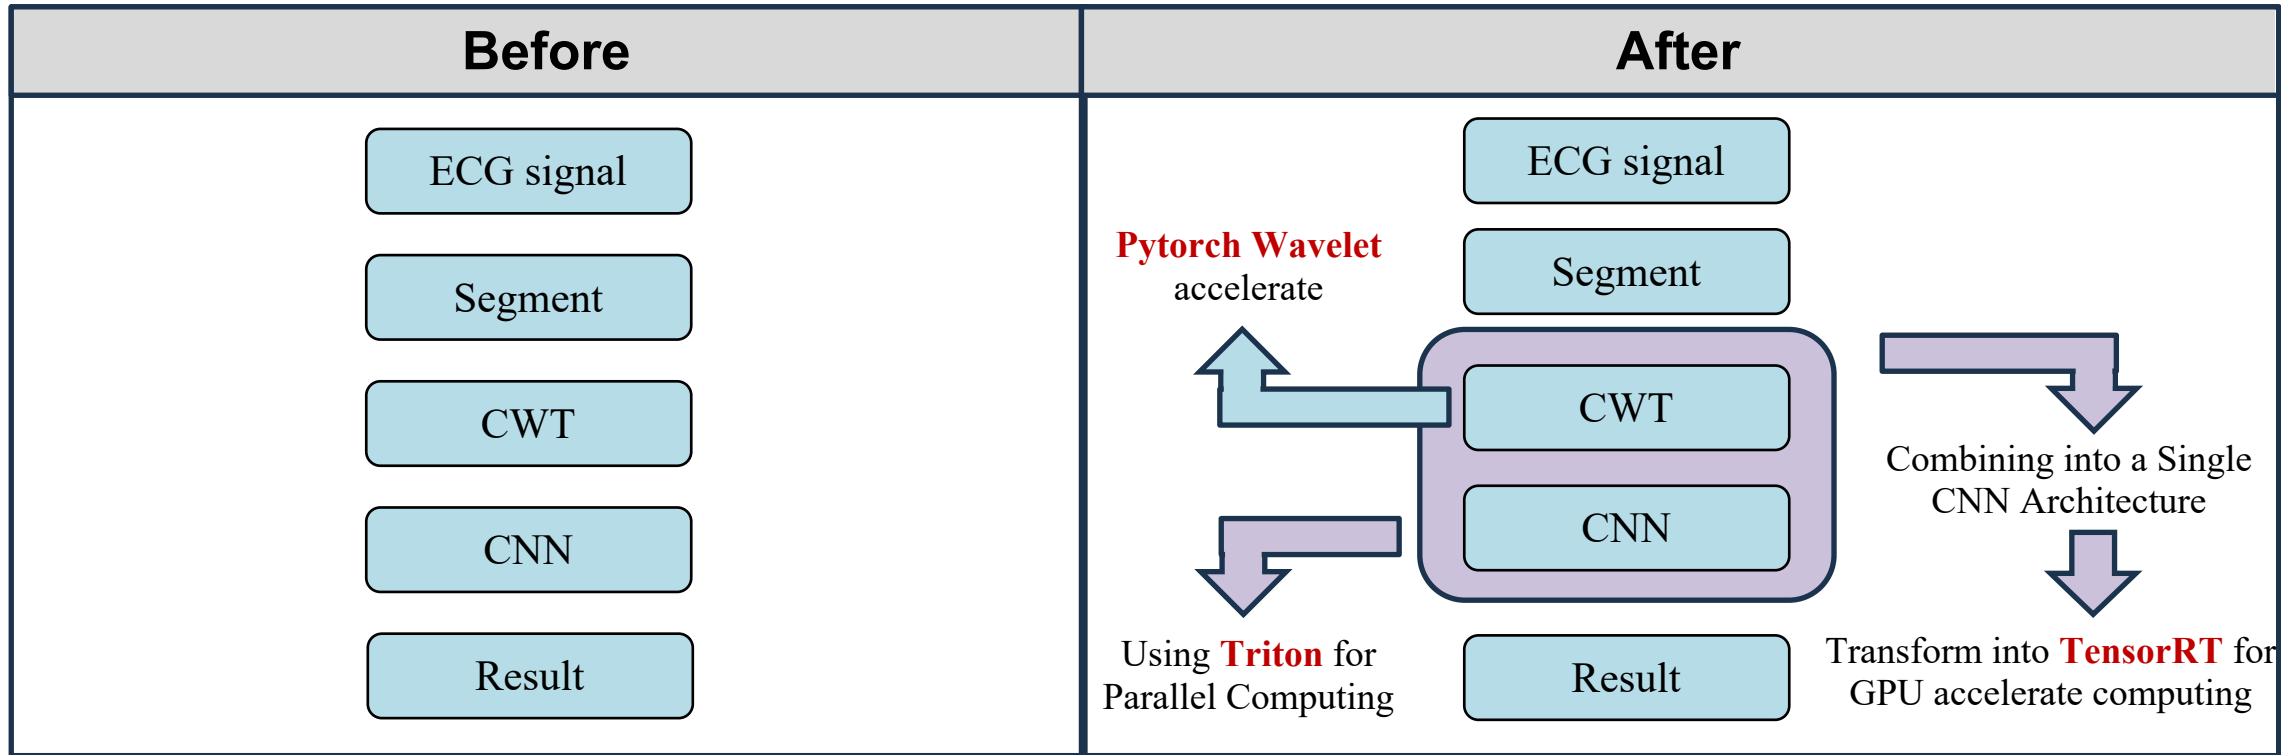 Before
ECG signal
Segment
CWT
CNN
Result
After
ECG signal
Segment
Pytorch Wavelet
accelerate
CWT
CNN
Combining into a Single
CNN Architecture
Using Triton for
Parallel Computing
Result
Transform into TensorRT for
GPU accelerate computing